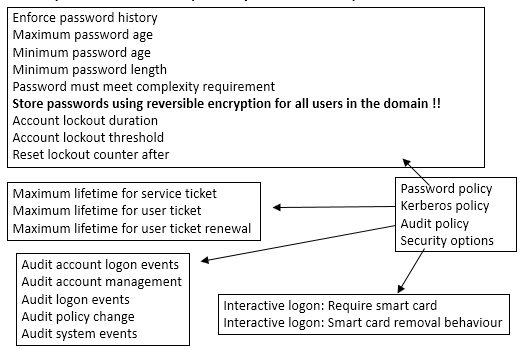 Enforce password history
Maximum password age
Minimum password age
Minimum password length
Password must meet complexity requirement
Store passwords using reversible encryption for all users in the domain !!
Account lockout duration
Account lockout threshold
Reset lockout counter after
Maximum lifetime for service ticket
Maximum lifetime for user ticket
Maximum lifetime for user ticket renewal
Password policy
Kerberos policy
Audit policy
Security options
Audit account logon events
Audit account management
Audit logon events
Audit policy change
Audit system events
Interactive logon: Require smart card
Interactive logon: Smart card removal behaviour